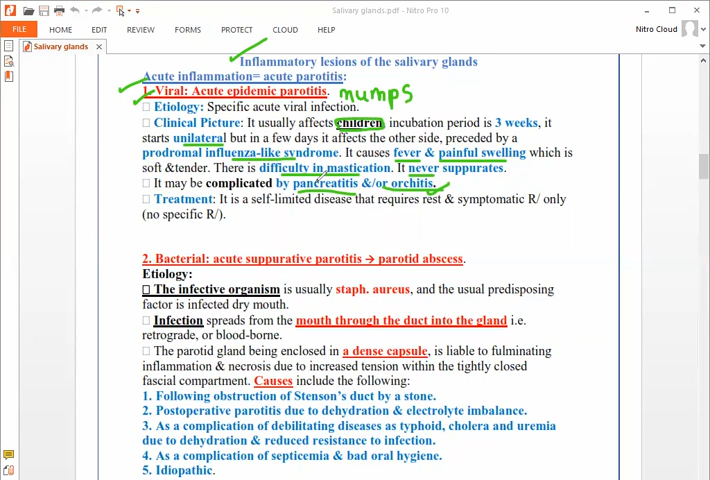 Salivary glands.pdf - Nitro Pro 10
FILE HOME EDIT REVIEW FORMS PROTECT CLOUD HELP Nitro Cloud
Salivary glands ×
Inflammatory lesions of the salivary glands
Acute inflammation= acute parotitis:
1. Viral: Acute epidemic parotitis. mumps
□ Etiology: Specific acute viral infection.
□ Clinical Picture: It usually affects children, incubation period is 3 weeks, it
starts unilateral but in a few days it affects the other side, preceded by a
prodromal influenza-like syndrome. It causes fever & painful swelling which is
soft &tender. There is difficulty in mastication. It never suppurates.
□ It may be complicated by pancreatitis &/or orchitis.
□ Treatment: It is a self-limited disease that requires rest & symptomatic R/ only
(no specific R/).
2. Bacterial: acute suppurative parotitis → parotid abscess.
Etiology:
□ The infective organism is usually staph. aureus, and the usual predisposing
factor is infected dry mouth.
□ Infection spreads from the mouth through the duct into the gland i.e.
retrograde, or blood-borne.
□ The parotid gland being enclosed in a dense capsule, is liable to fulminating
inflammation & necrosis due to increased tension within the tightly closed
fascial compartment. Causes include the following:
1. Following obstruction of Stenson's duct by a stone.
2. Postoperative parotitis due to dehydration & electrolyte imbalance.
3. As a complication of debilitating diseases as typhoid, cholera and uremia
due to dehydration & reduced resistance to infection.
4. As a complication of septicemia & bad oral hygiene.
5. Idiopathic.